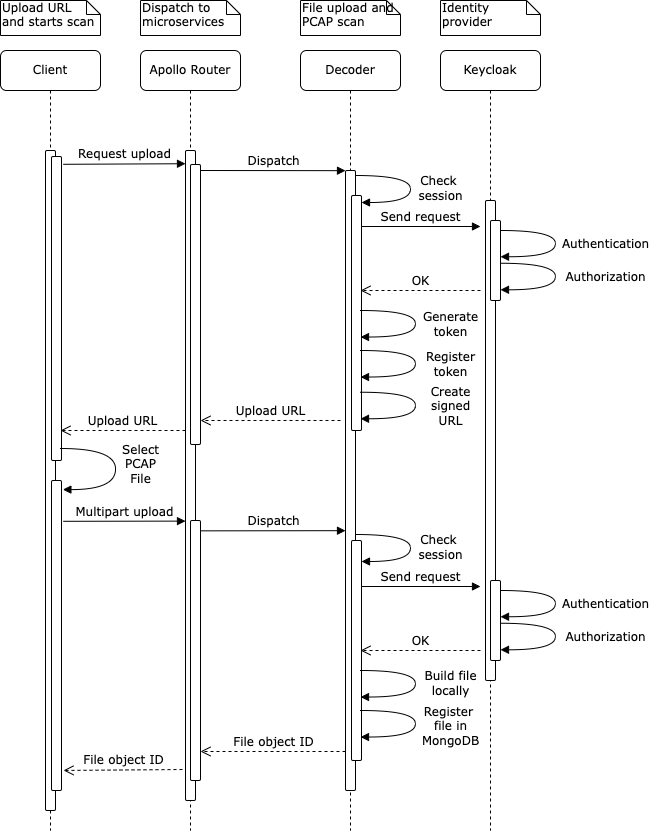 Upload URL
and starts scan
Dispatch to
microservices
File upload and
PCAP scan
Identity
provider
Client
Apollo Router
Decoder
Keycloak
Request upload
Dispatch
Check
session
Send request
Authentication
Authorization
OK
Generate
token
Register
token
Create
signed
URL
Upload URL
Upload URL
Select
PCAP
File
Multipart upload
Dispatch
Check
session
Send request
Authentication
Authorization
OK
Build file
locally
Register
file in
MongoDB
File object ID
File object ID